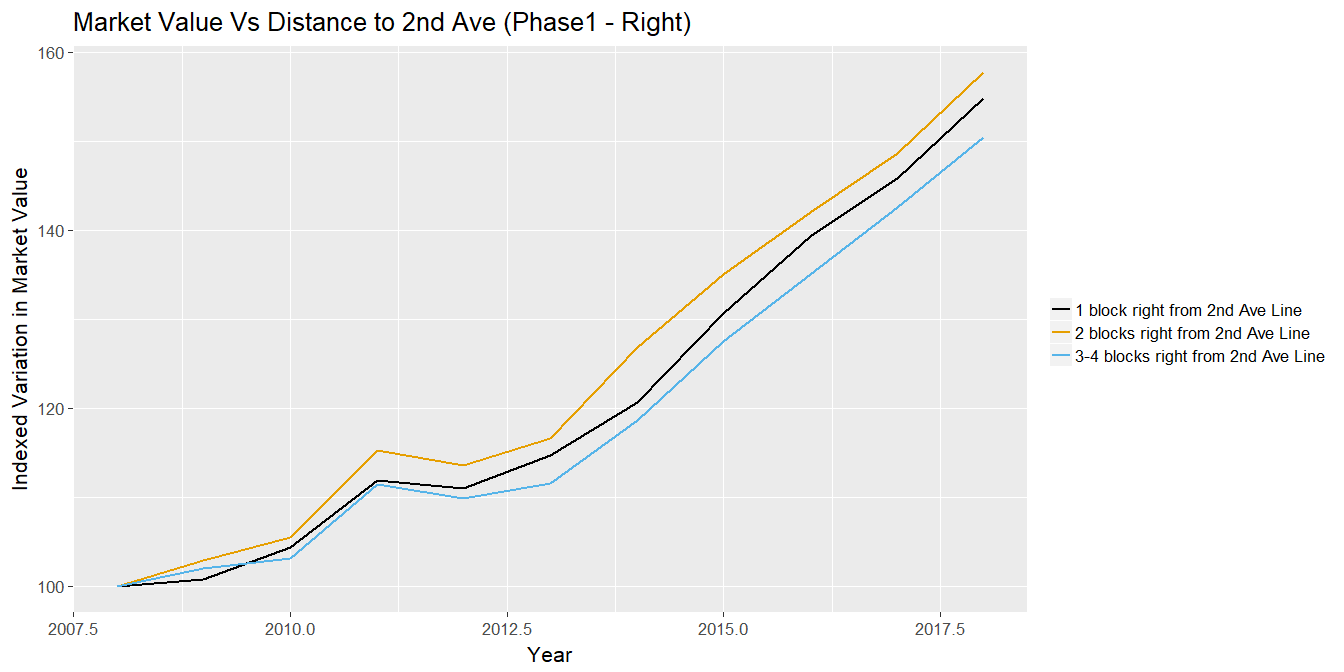 Market Value Vs Distance to 2nd Ave (Phase1 - Right)
Indexed Variation in Market Value
160
140
120
100
2007.5
2010.0
2012.5
2015.0
2017.5
Year
1 block right from 2nd Ave Line
2 blocks right from 2nd Ave Line
3-4 blocks right from 2nd Ave Line